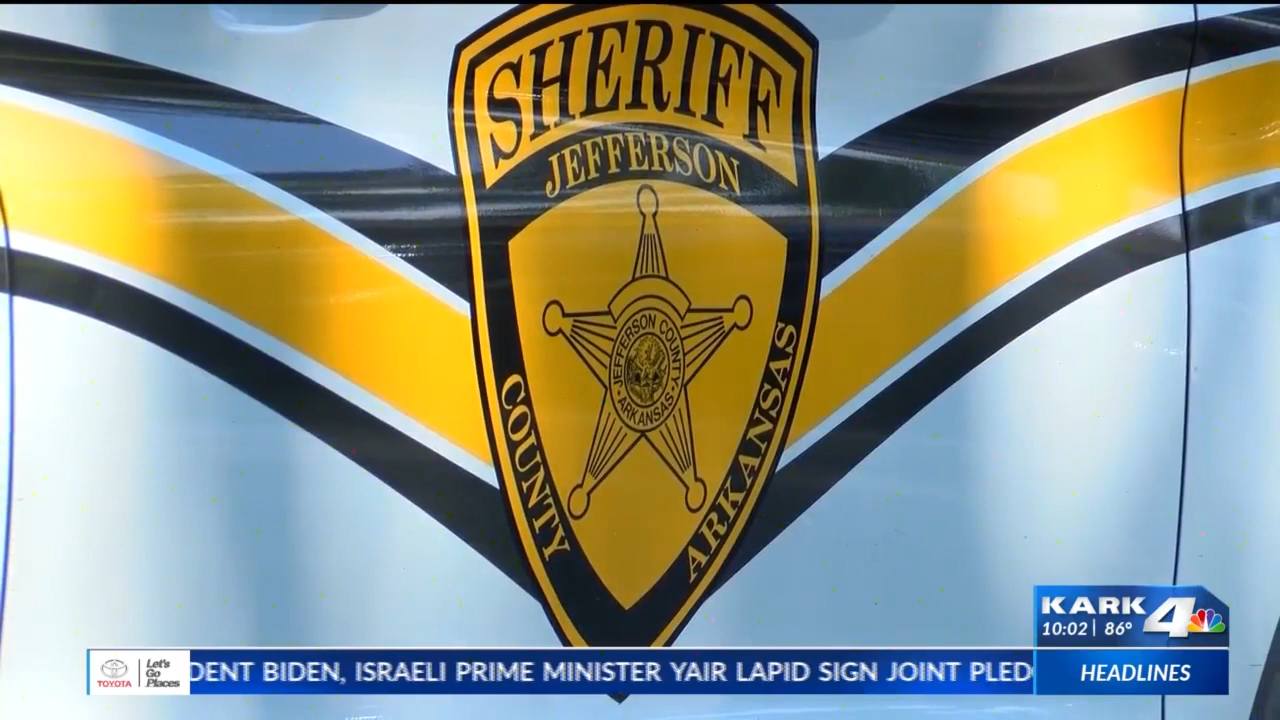 SHERIFF
JEFFERSON
COUNTY
ARKANSAS
JEFFERSON COUNTY
ARKANSAS
KARK 4
10:02 | 86°
HEADLINES
TOYOTA
Let's
Go
Places
DENT BIDEN, ISRAELI PRIME MINISTER YAIR LAPID SIGN JOINT PLED